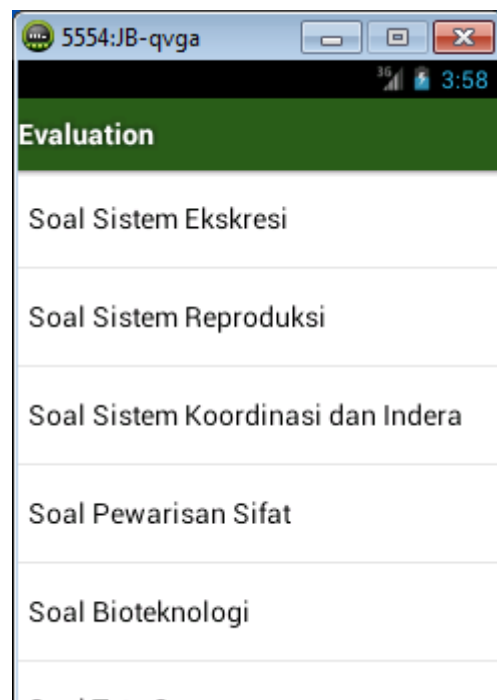 5554:JB-qvga
3G 3:58
Evaluation
Soal Sistem Ekskresi
Soal Sistem Reproduksi
Soal Sistem Koordinasi dan Indera
Soal Pewarisan Sifat
Soal Bioteknologi